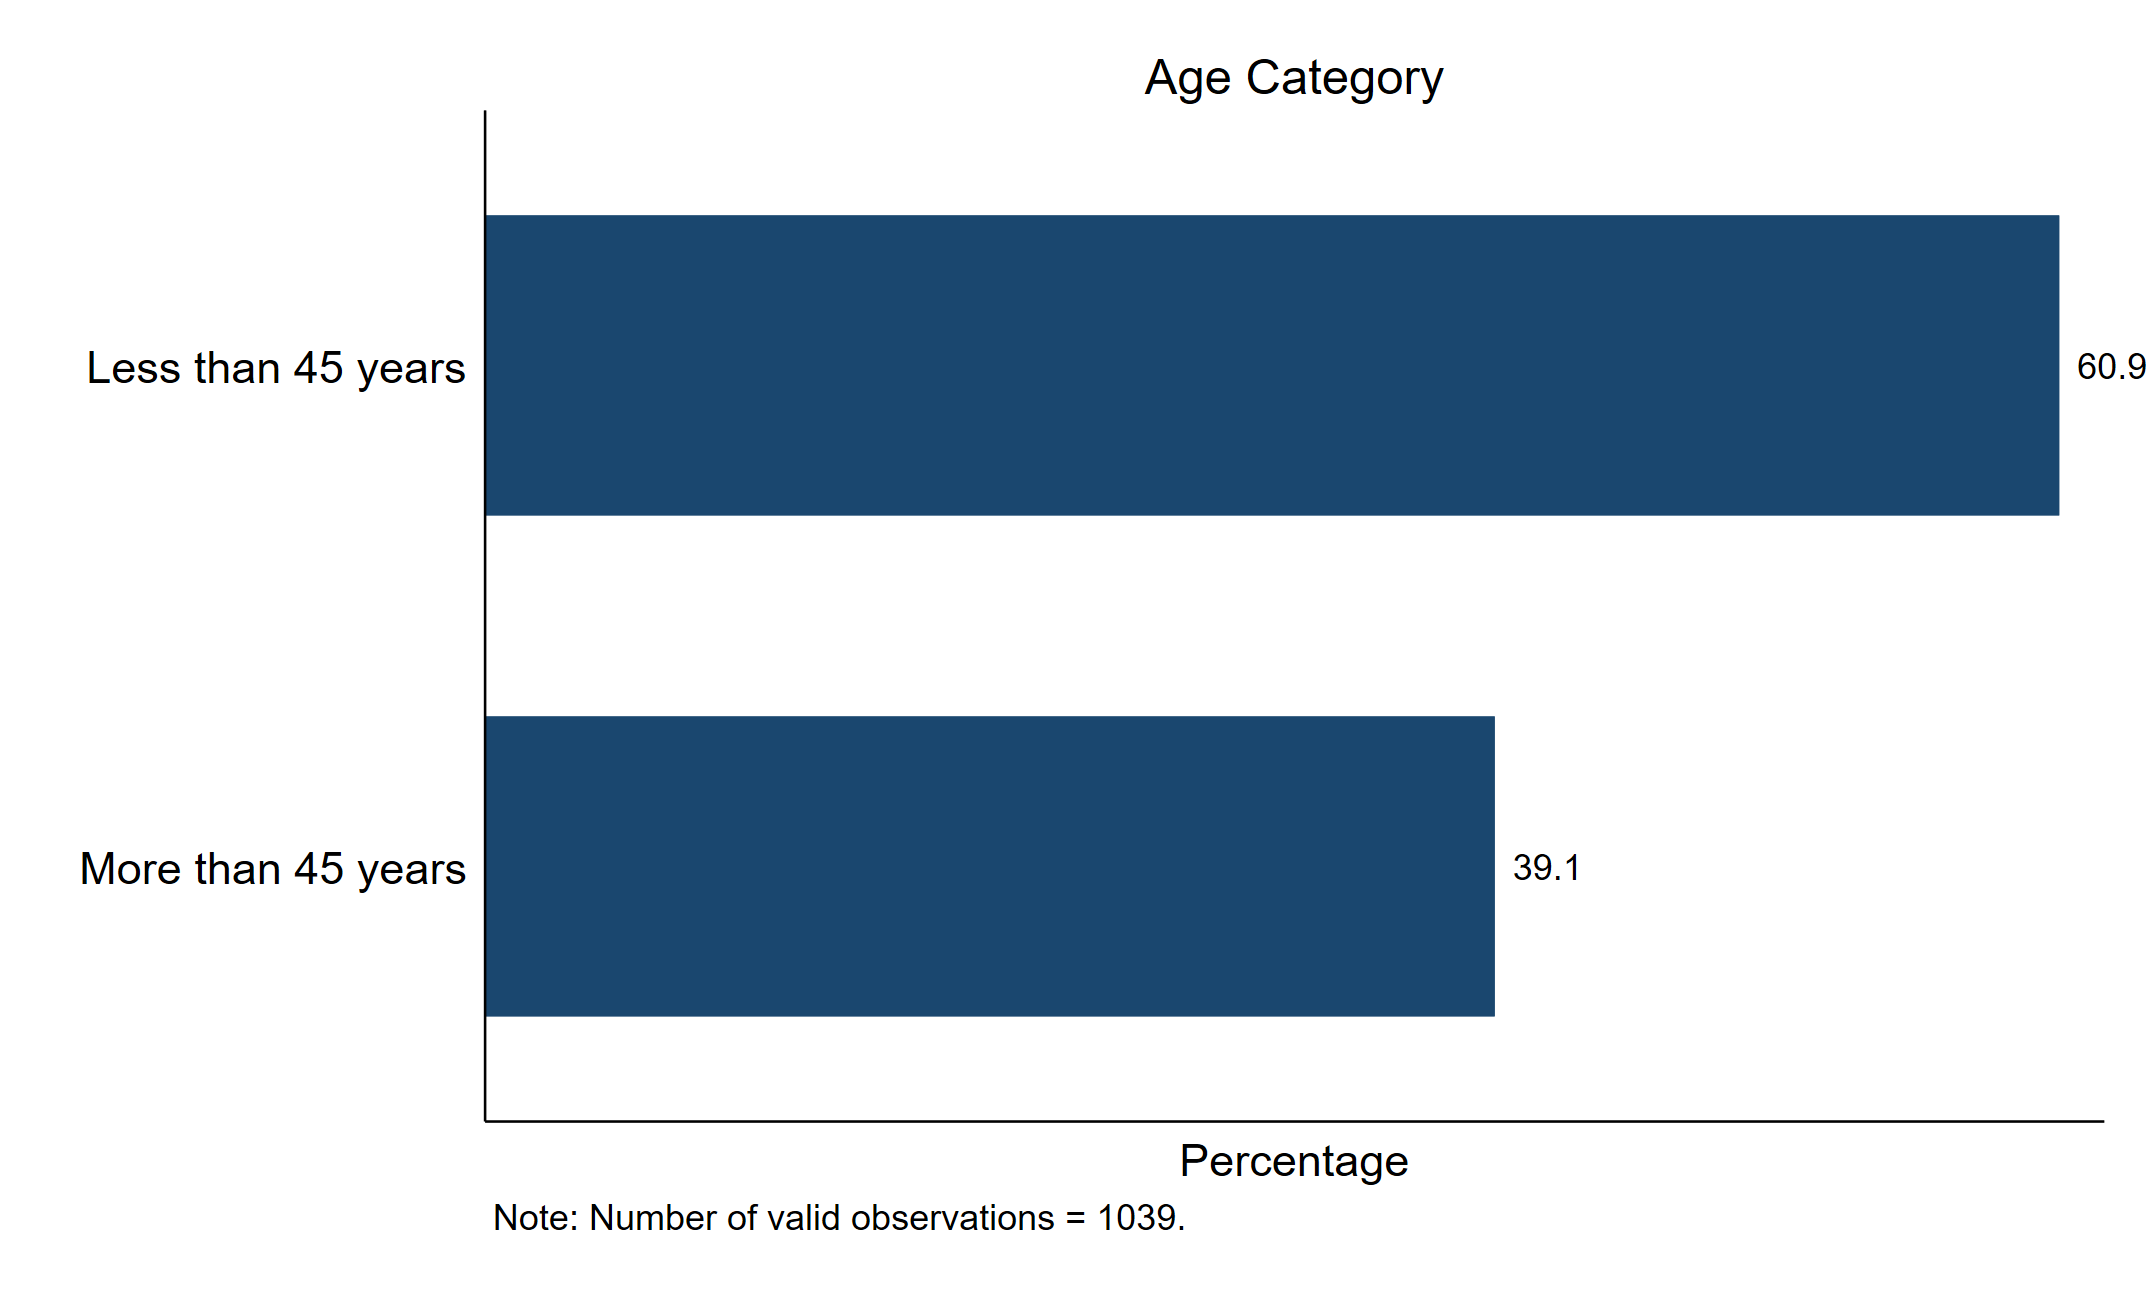 Age Category
Less than 45 years
60.9
More than 45 years
39.1
Percentage
Note: Number of valid observations = 1039.